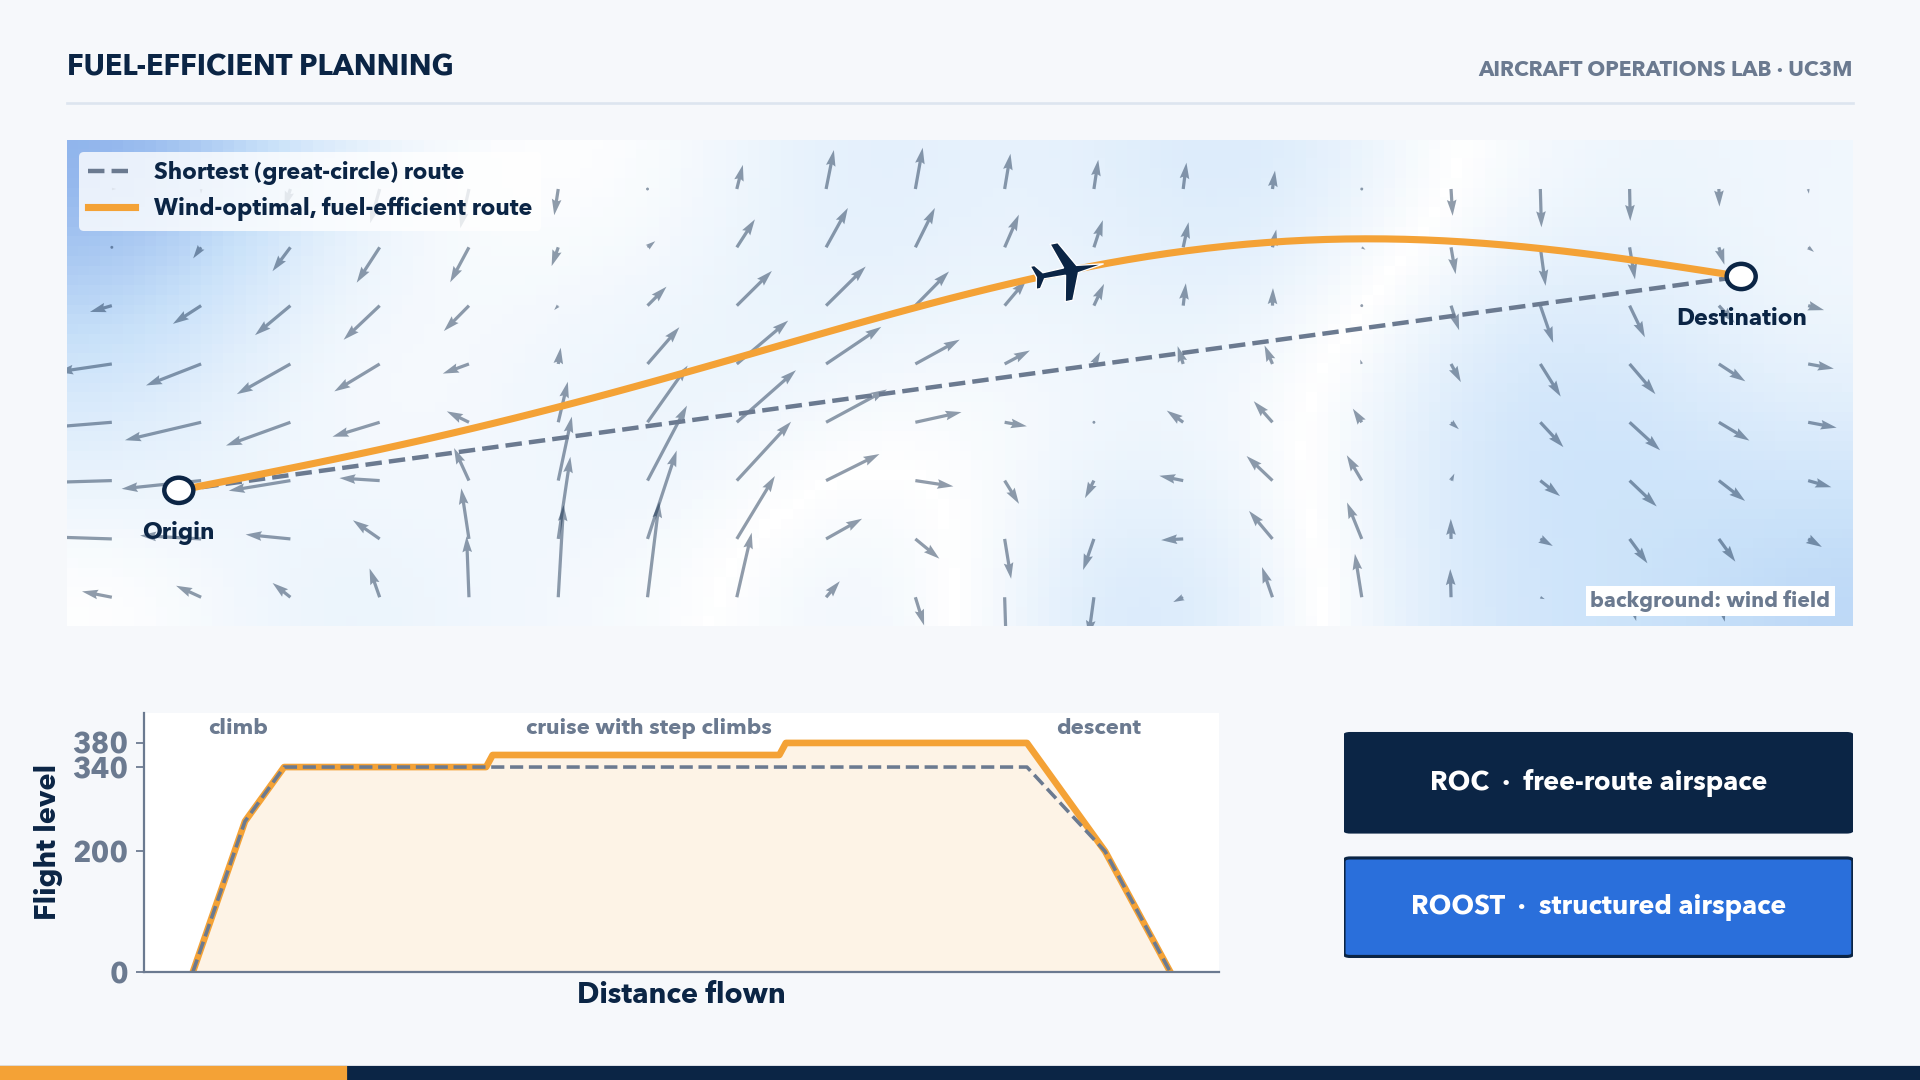 FUEL-EFFICIENT PLANNING
AIRCRAFT OPERATIONS LAB · UC3M
Shortest (great-circle) route
Wind-optimal, fuel-efficient route
Destination
Origin
background: wind field
climb
cruise with step climbs
descent
380
340
200
0
Flight level
Distance flown
ROC · free-route airspace
ROOST · structured airspace